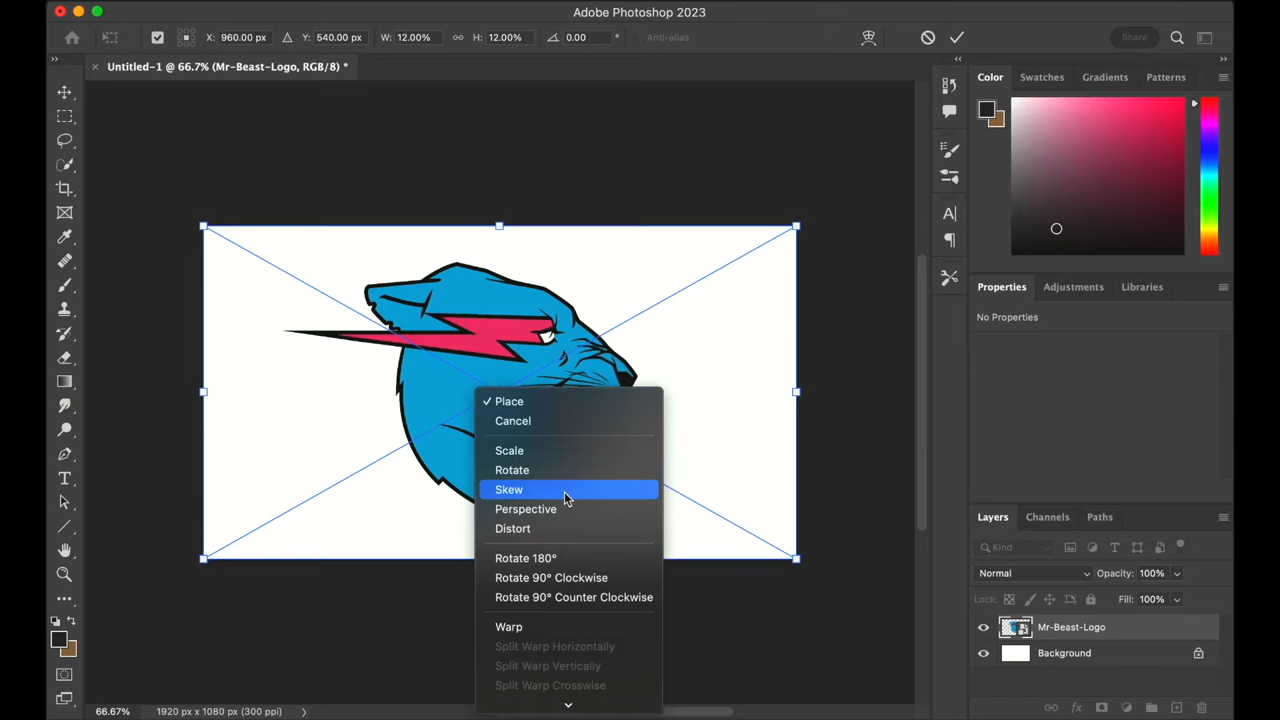 Adobe Photoshop 2023
X: 960.00 px Y: 540.00 px W: 12.00% H: 12.00% 0.00 Anti-alias Share
Untitled-1 @ 66.7% (Mr-Beast-Logo, RGB/8) *
Color Swatches Gradients Patterns
Properties Adjustments Libraries
No Properties
Place
Cancel
Scale
Rotate
Skew
Perspective
Distort
Rotate 180°
Rotate 90° Clockwise
Rotate 90° Counter Clockwise
Warp
Split Warp Horizontally
Split Warp Vertically
Split Warp Crosswise
Layers Channels Paths
Kind
Normal Opacity: 100%
Lock: Fill: 100%
Mr-Beast-Logo
Background
66.67% 1920 px x 1080 px (300 ppi)